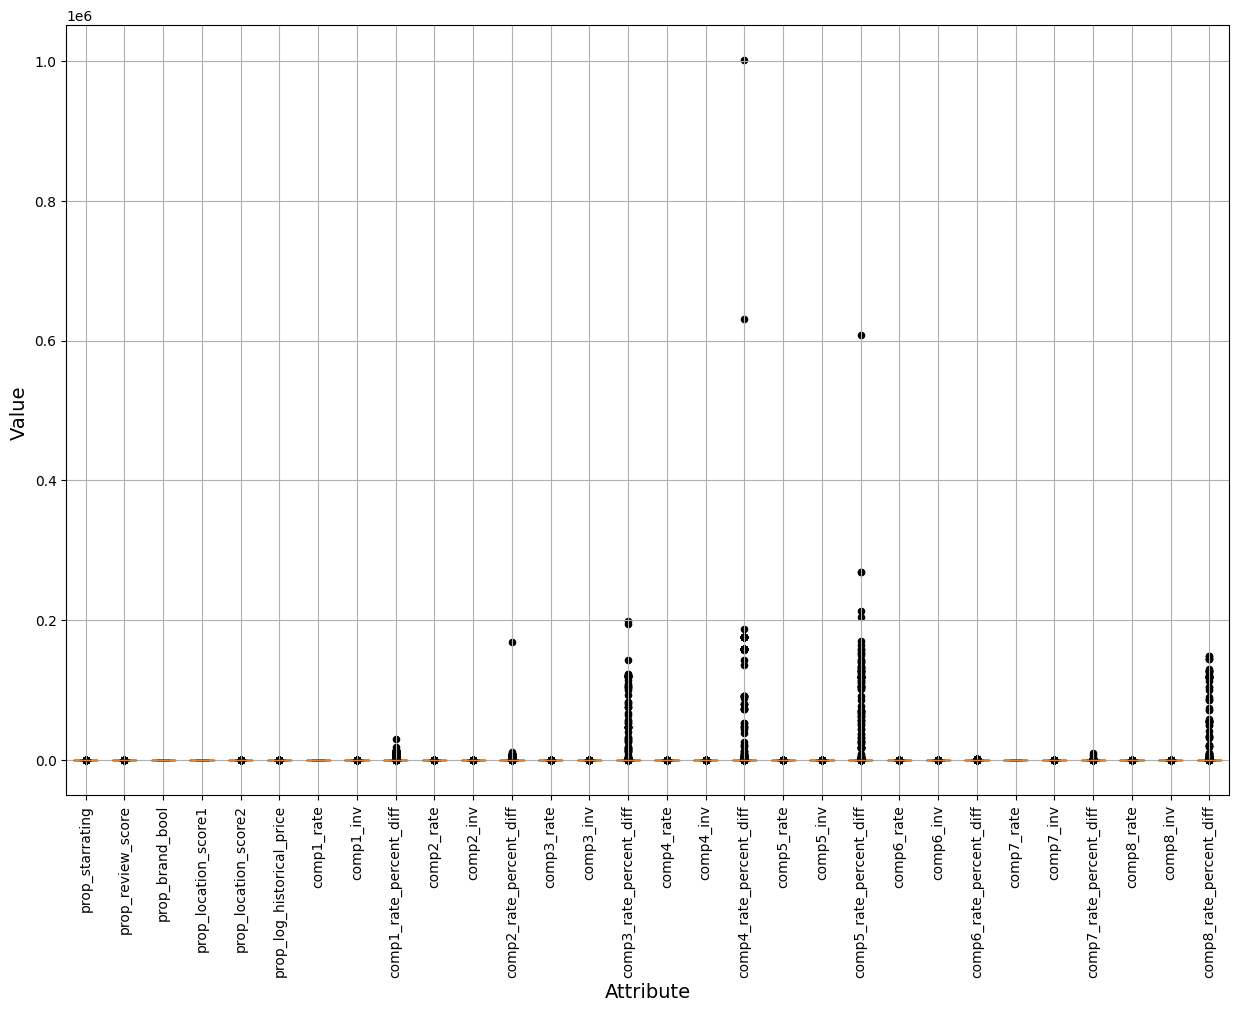 1e6
1.0
0.8
0.6
0.4
0.2
0.0
Value
prop_starrating
prop_review_score
prop_brand_bool
prop_location_score1
prop_location_score2
prop_log_historical_price
comp1_rate
comp1_inv
comp1_rate_percent_diff
comp2_rate
comp2_inv
comp2_rate_percent_diff
comp3_rate
comp3_inv
comp3_rate_percent_diff
comp4_rate
comp4_inv
comp4_rate_percent_diff
comp5_rate
comp5_inv
comp5_rate_percent_diff
comp6_rate
comp6_inv
comp6_rate_percent_diff
comp7_rate
comp7_inv
comp7_rate_percent_diff
comp8_rate
comp8_inv
comp8_rate_percent_diff
Attribute